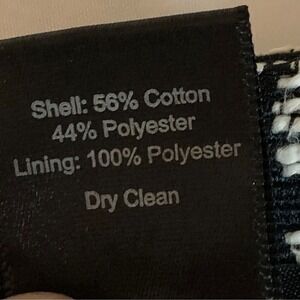 Shell: 56% Cotton
44% Polyester
Lining: 100% Polyester
Dry Clean